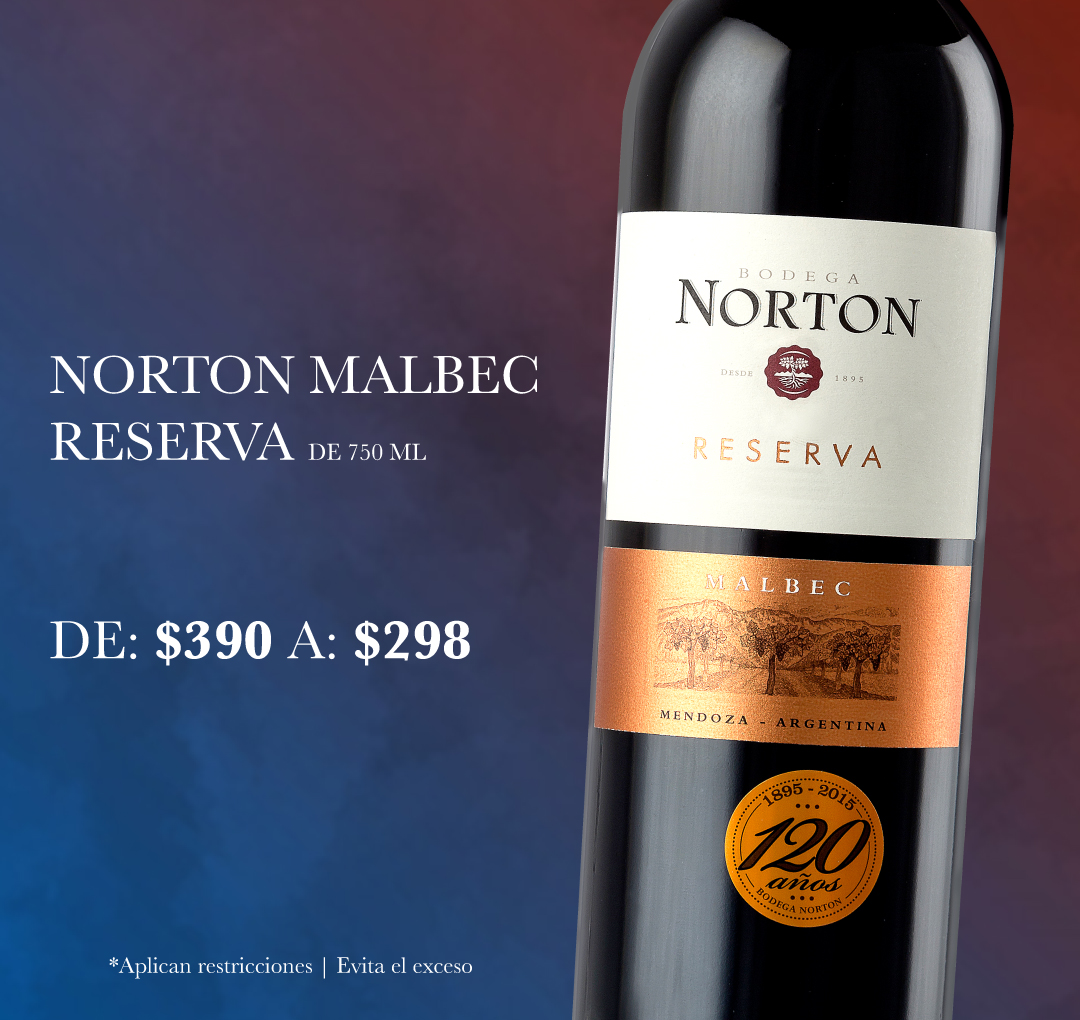 NORTON MALBEC
RESERVA DE 750 ML
DE: $390 A: $298
*Aplican restricciones | Evita el exceso
BODEGA
NORTON
DESDE 1895
RESERVA
MALBEC
MENDOZA - ARGENTINA
1895 - 2015
120
años
BODEGA NORTON